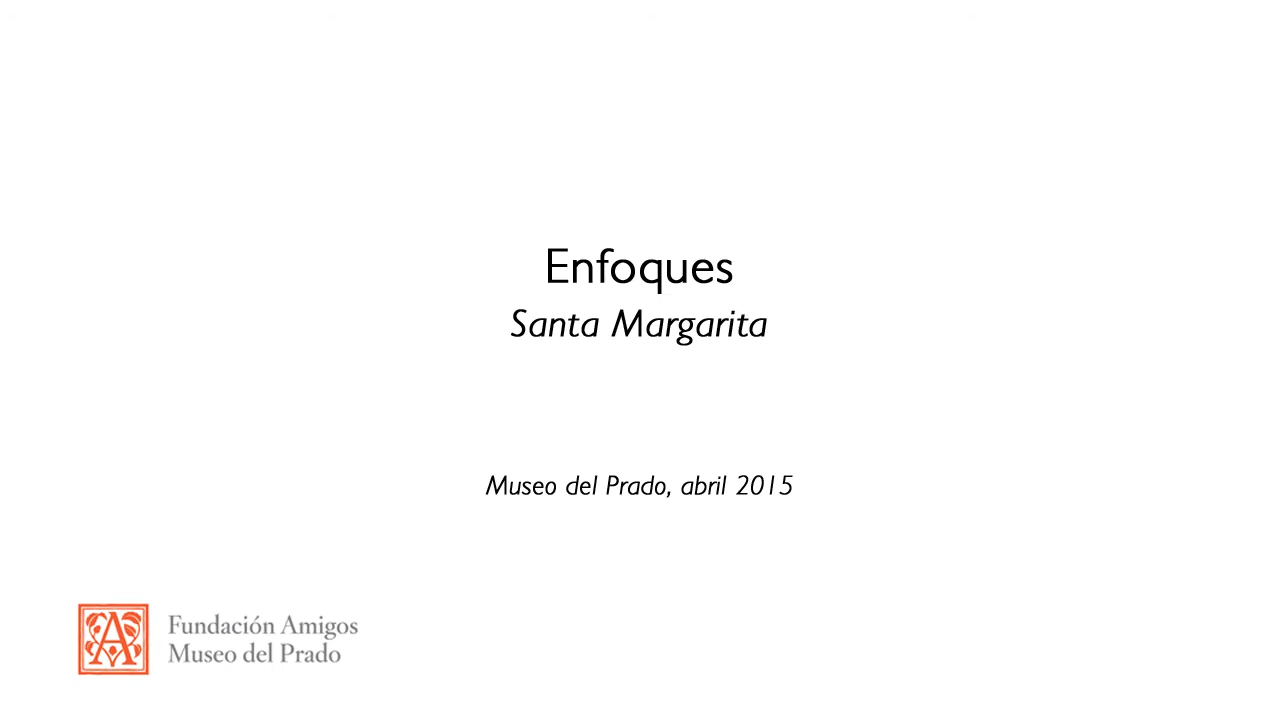 Enfoques
Santa Margarita
Museo del Prado, abril 2015
Fundación Amigos
Museo del Prado